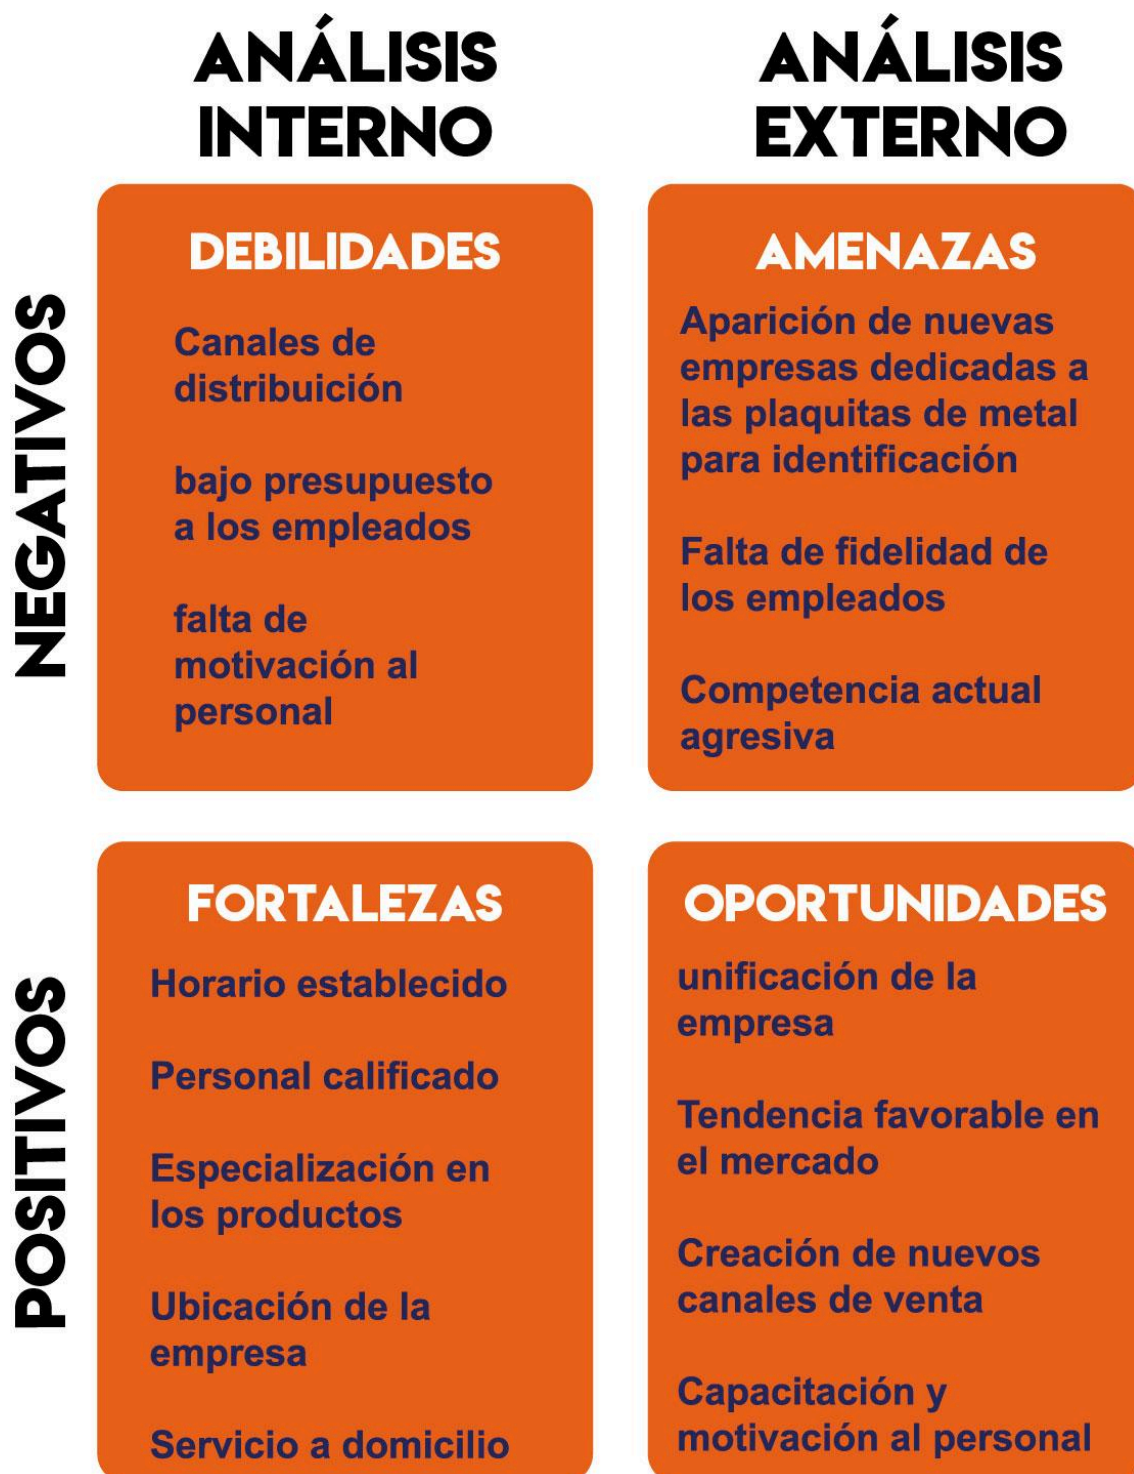 ANÁLISIS
INTERNO
ANÁLISIS
EXTERNO
NEGATIVOS
DEBILIDADES
Canales de
distribuición
bajo presupuesto
a los empleados
falta de
motivación al
personal
AMENAZAS
Aparición de nuevas
empresas dedicadas a
las plaquitas de metal
para identificación
Falta de fidelidad de
los empleados
Competencia actual
agresiva
POSITIVOS
FORTALEZAS
Horario establecido
Personal calificado
Especialización en
los productos
Ubicación de la
empresa
Servicio a domicilio
OPORTUNIDADES
unificación de la
empresa
Tendencia favorable en
el mercado
Creación de nuevos
canales de venta
Capacitación y
motivación al personal